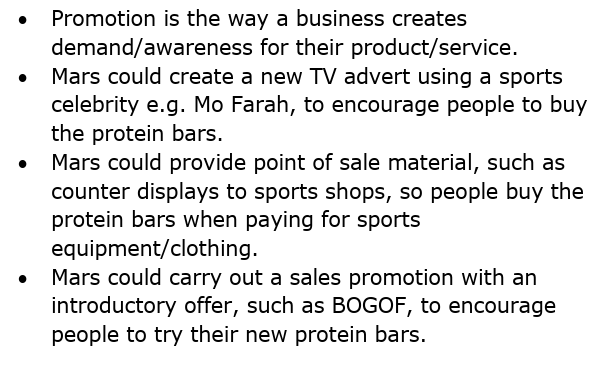 • Promotion is the way a business creates
demand/awareness for their product/service.
• Mars could create a new TV advert using a sports
celebrity e.g. Mo Farah, to encourage people to buy
the protein bars.
• Mars could provide point of sale material, such as
counter displays to sports shops, so people buy the
protein bars when paying for sports
equipment/clothing.
• Mars could carry out a sales promotion with an
introductory offer, such as BOGOF, to encourage
people to try their new protein bars.